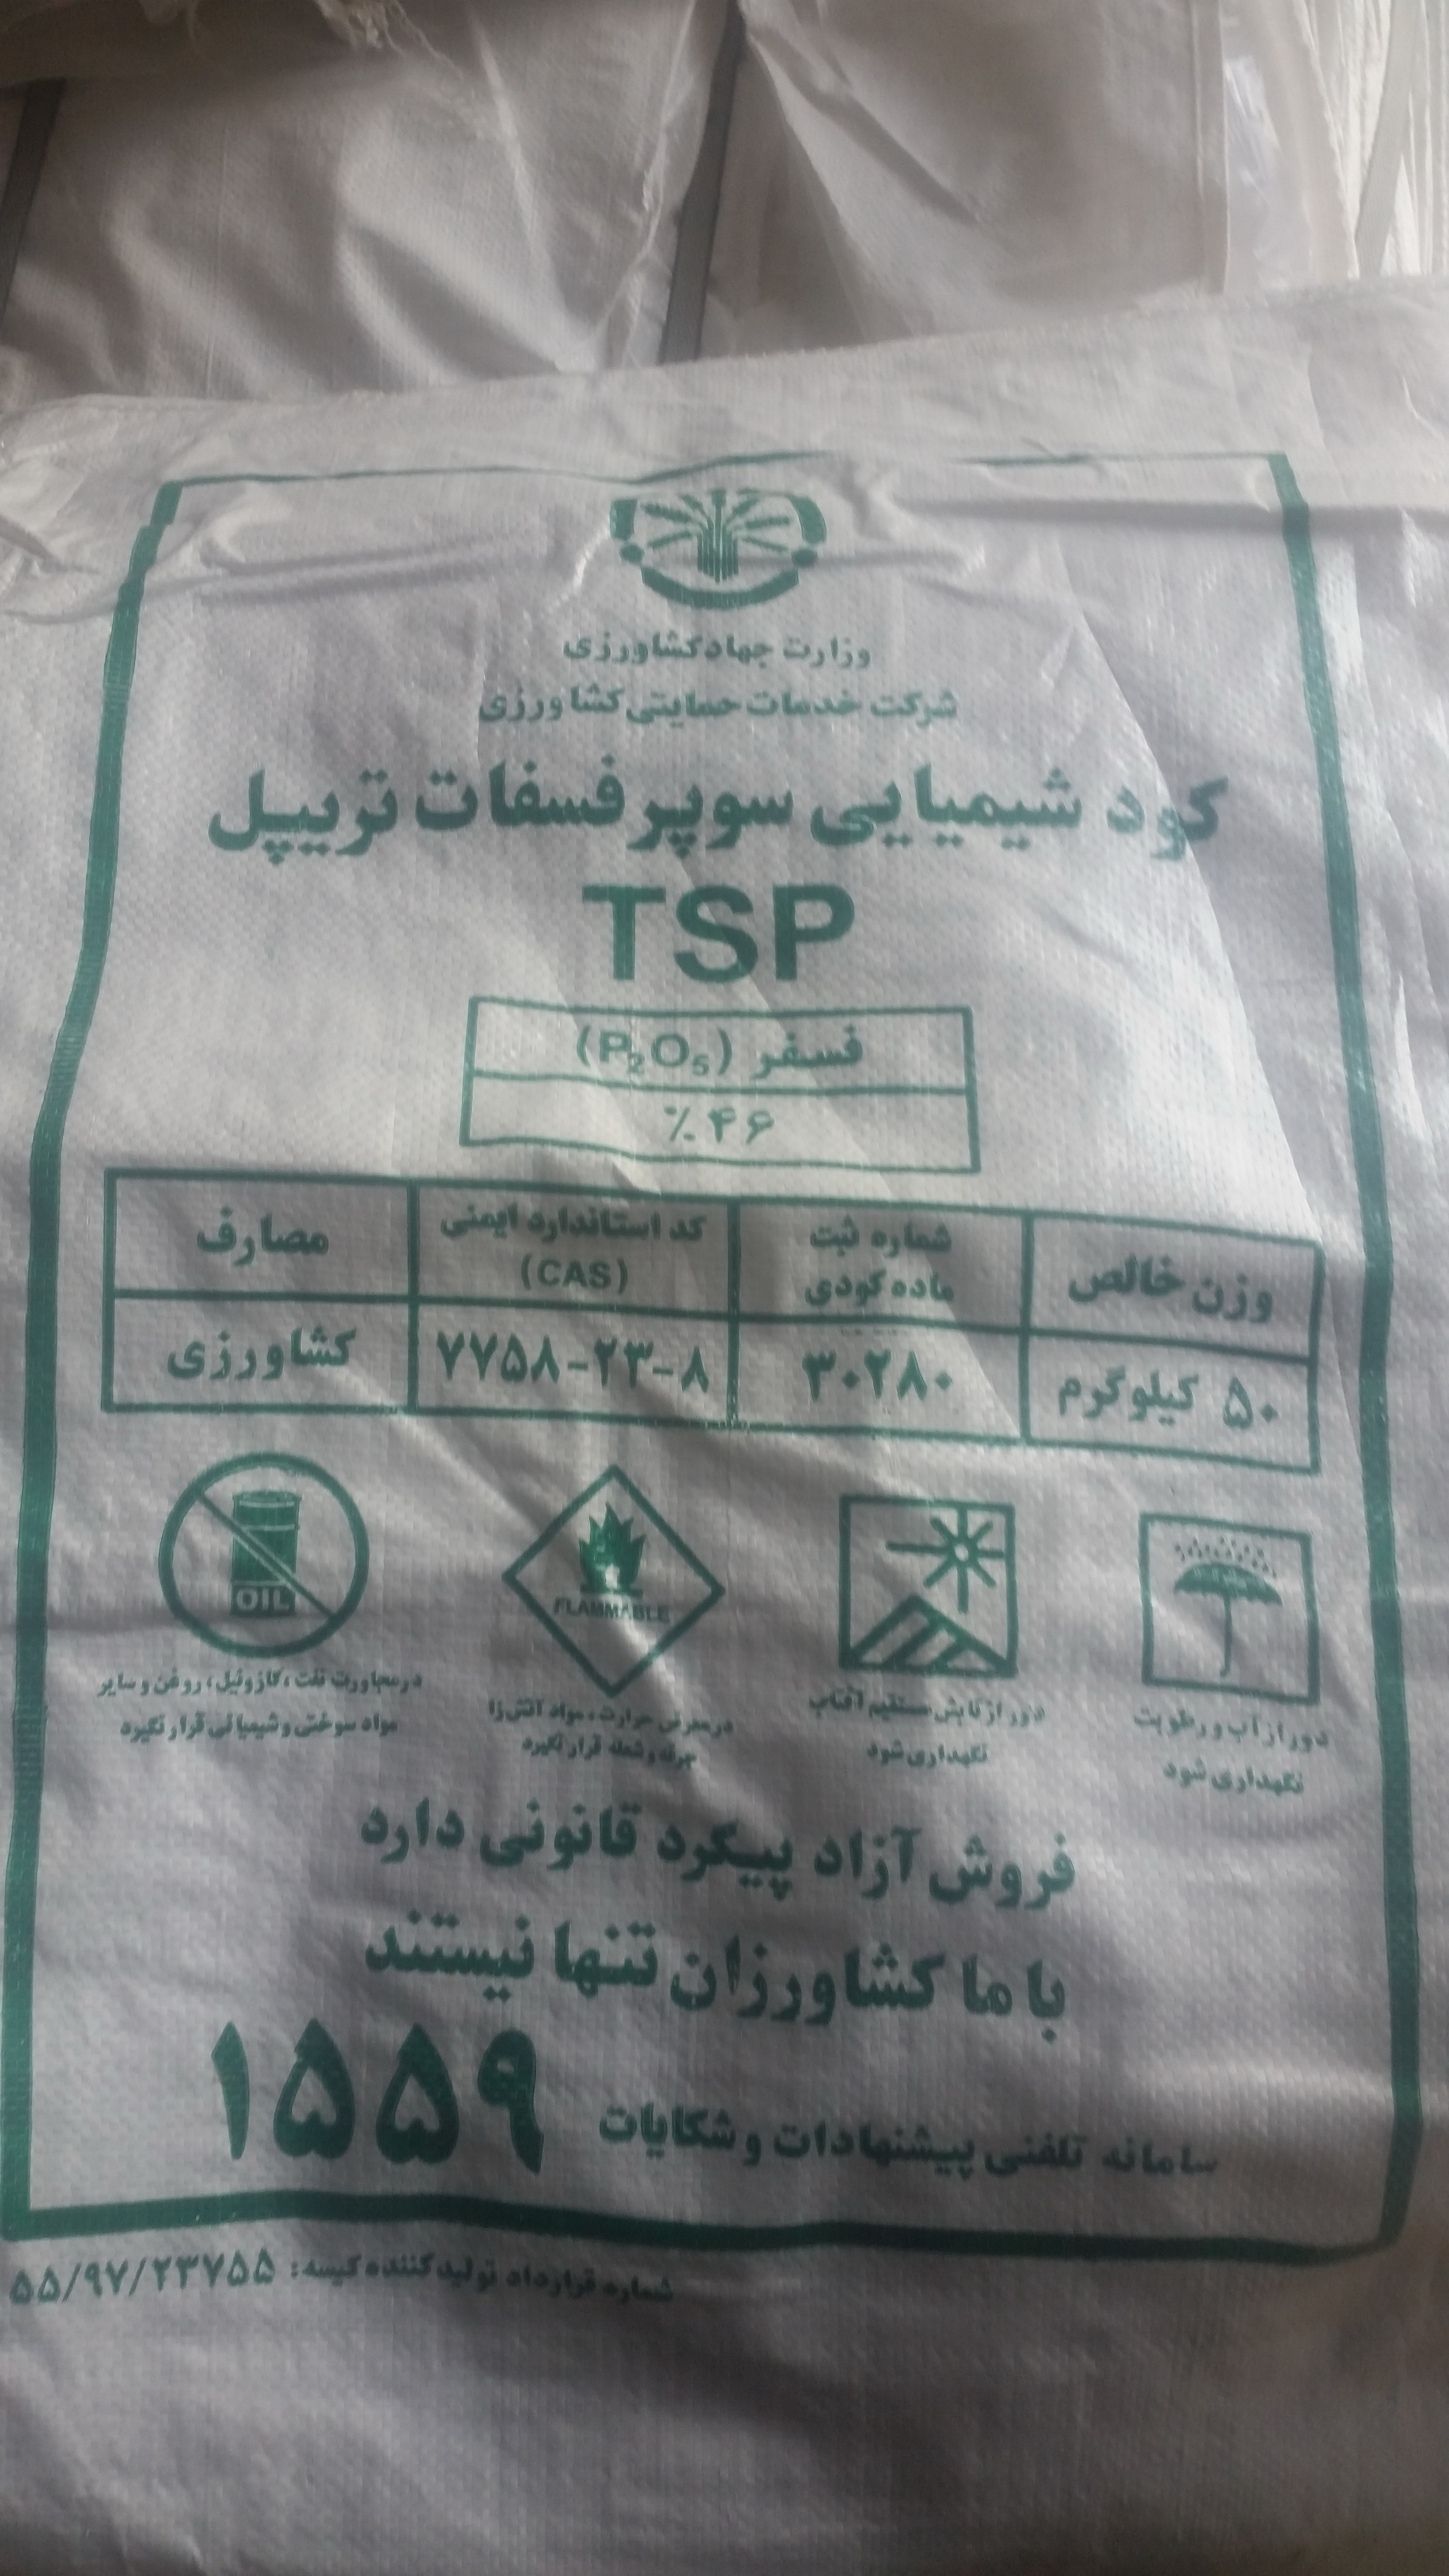 وزارت جهاد کشاورزی
شرکت خدمات حمایتی کشاورزی
کود شیمیایی سوپر فسفات تریپل
TSP
فسفر (P₂O₅)
٪۴۶
وزن خالص
شماره ثبت
ماده کودی
کد استاندارد ایمنی
(CAS)
مصارف
۵۰ کیلوگرم
۳۰۲۸۰
۷۷۵۸-۲۳-۸
کشاورزی
دور از آب و رطوبت
نگهداری شود
دور از تابش مستقیم آفتاب
نگهداری شود
FLAMMABLE
در معرض حرارت، مواد آتش زا
جرقه و شعله قرار نگیرد
OIL
در مجاورت نفت، گازوئیل، روغن و سایر
مواد سوختی و شیمیائی قرار نگیرد
فروش آزاد پیگرد قانونی دارد
با ما کشاورزان تنها نیستند
سامانه تلفنی پیشنهادات و شکایات ۱۵۵۹
شماره قرارداد تولید کننده کیسه: ۵۵/۹۷/۲۳۷۵۵